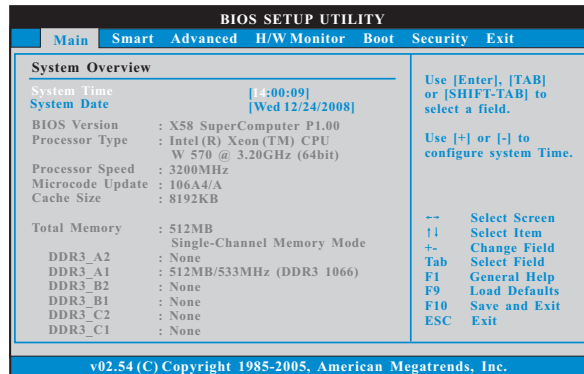 BIOS SETUP UTILITY
Main Smart Advanced H/W Monitor Boot Security Exit
System Overview
System Time [14:00:09]
System Date [Wed 12/24/2008]
BIOS Version : X58 SuperComputer P1.00
Processor Type : Intel (R) Xeon (TM) CPU
W 570 @ 3.20GHz (64bit)
Processor Speed : 3200MHz
Microcode Update : 106A4/A
Cache Size : 8192KB
Total Memory : 512MB
Single-Channel Memory Mode
DDR3_A2 : None
DDR3_A1 : 512MB/533MHz (DDR3 1066)
DDR3_B2 : None
DDR3_B1 : None
DDR3_C2 : None
DDR3_C1 : None
Use [Enter], [TAB]
or [SHIFT-TAB] to
select a field.
Use [+] or [-] to
configure system Time.
←→ Select Screen
↑↓ Select Item
+- Change Field
Tab Select Field
F1 General Help
F9 Load Defaults
F10 Save and Exit
ESC Exit
v02.54 (C) Copyright 1985-2005, American Megatrends, Inc.